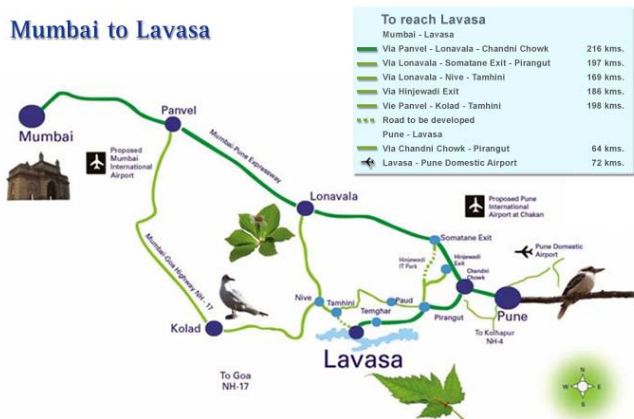 Mumbai to Lavasa
To reach Lavasa
Mumbai - Lavasa
Via Panvel - Lonavala - Chandni Chowk 216 kms.
Via Lonavala - Somatane Exit - Pirangut 197 kms.
Via Lonavala - Nive - Tamhini 169 kms.
Via Hinjewadi Exit 186 kms.
Vie Panvel - Kolad - Tamhini 198 kms.
Road to be developed
Pune - Lavasa
Via Chandni Chowk - Pirangut 64 kms.
Lavasa - Pune Domestic Airport 72 kms.
Mumbai
Panvel
Proposed
Mumbai
International
Airport
Mumbai-Pune Expressway
Lonavala
Proposed Pune
International
Airport at Chakan
Somatane Exit
Pune Domestic
Airport
Hinjewadi
IT Park
Hinjewadi
Exit
Chandni
Chowk
Mumbai-Goa Highway NH - 17
Nive
Tamhini
Paud
Temghar
Pirangut
Pune
Kolad
To Kolhapur
NH-4
Lavasa
To Goa
NH-17
N
W
E
S